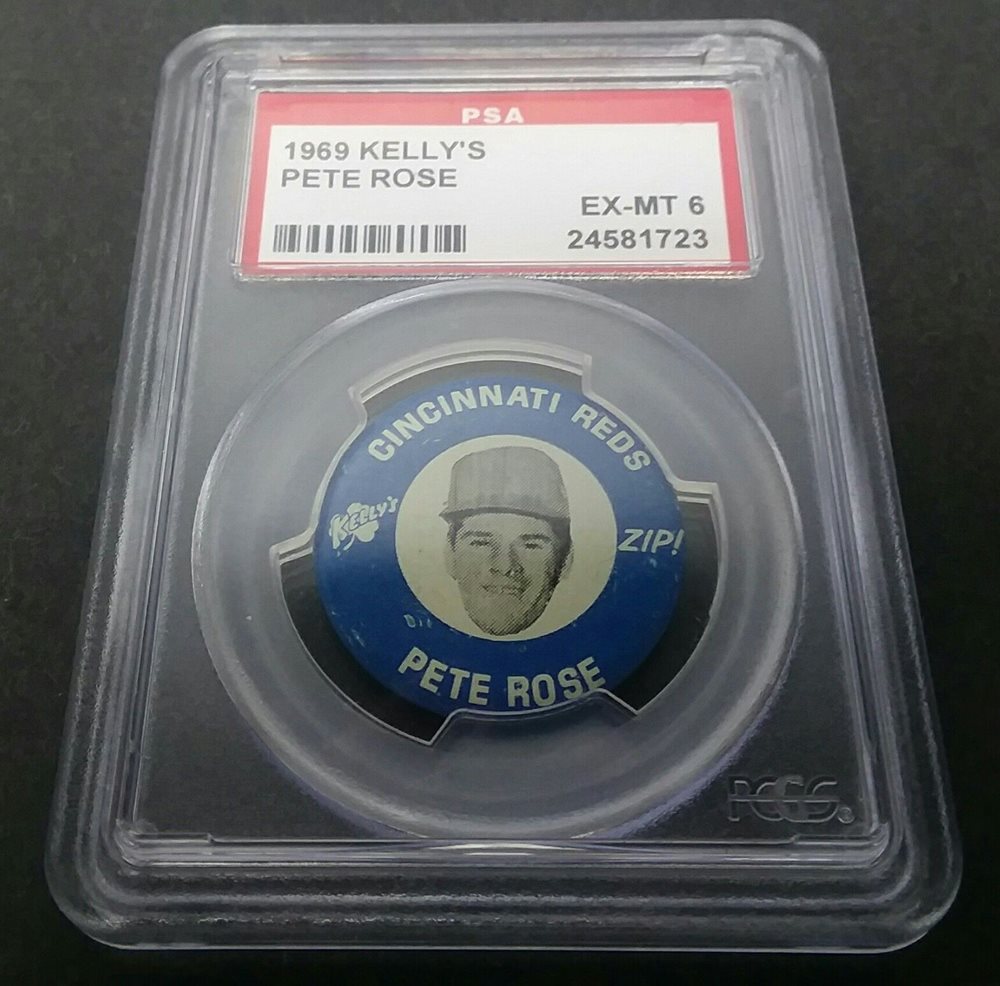 PSA
1969 KELLY'S
PETE ROSE
EX-MT 6
24581723
CINCINNATI REDS
KELLY'S
ZIP!
PETE ROSE
PCGS